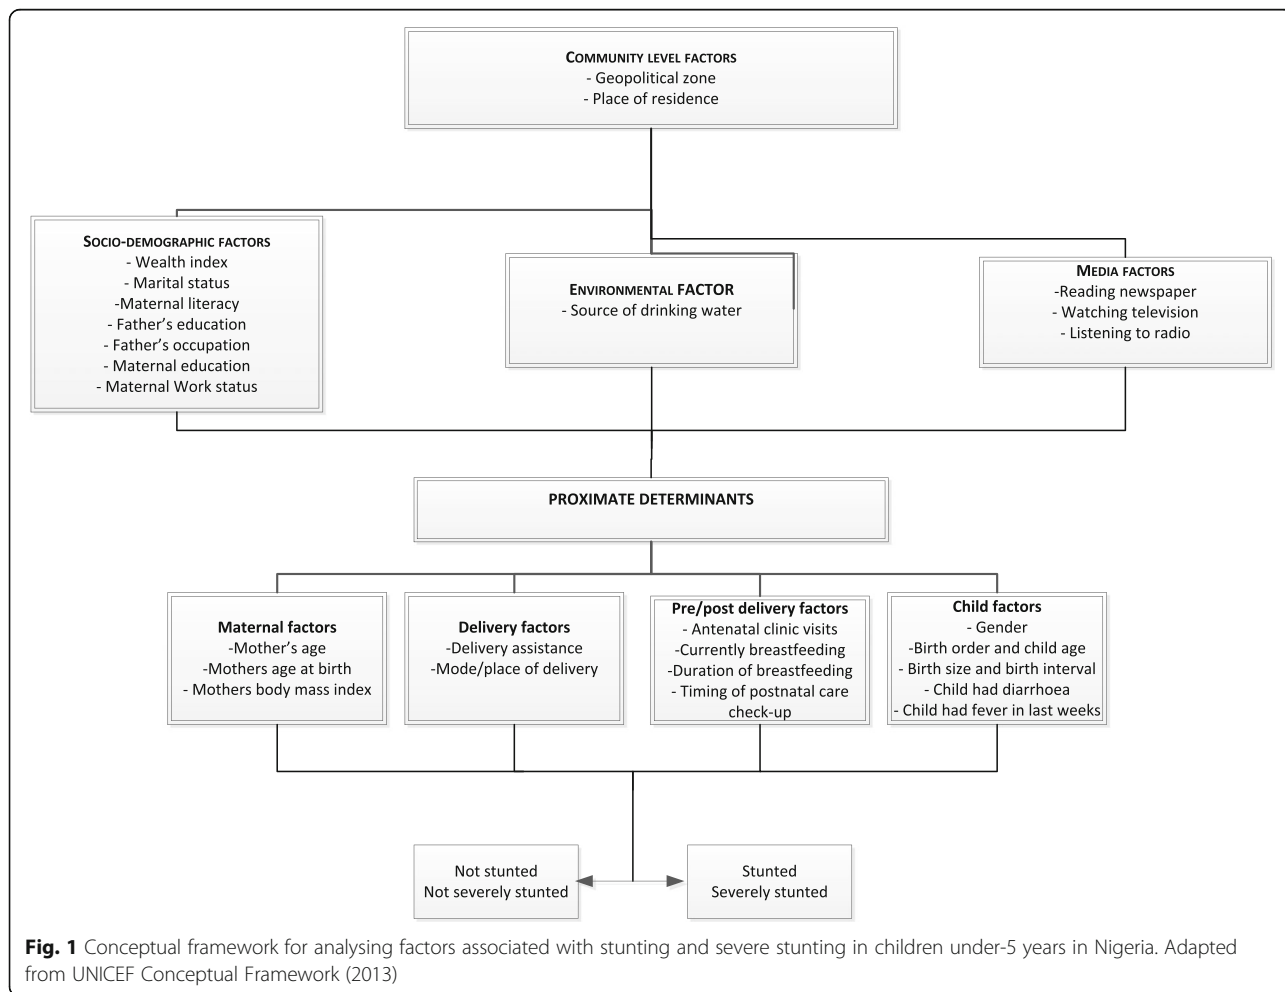 COMMUNITY LEVEL FACTORS
- Geopolitical zone
- Place of residence
SOCIO-DEMOGRAPHIC FACTORS
- Wealth index
- Marital status
-Maternal literacy
- Father's education
- Father's occupation
- Maternal education
- Maternal Work status
ENVIRONMENTAL FACTOR
- Source of drinking water
MEDIA FACTORS
-Reading newspaper
- Watching television
- Listening to radio
PROXIMATE DETERMINANTS
Maternal factors
-Mother's age
-Mothers age at birth
- Mothers body mass index
Delivery factors
-Delivery assistance
-Mode/place of delivery
Pre/post delivery factors
- Antenatal clinic visits
-Currently breastfeeding
-Duration of breastfeeding
- Timing of postnatal care
check-up
Child factors
- Gender
-Birth order and child age
- Birth size and birth interval
- Child had diarrhoea
- Child had fever in last weeks
Not stunted
Not severely stunted
Stunted
Severely stunted
Fig. 1 Conceptual framework for analysing factors associated with stunting and severe stunting in children under-5 years in Nigeria. Adapted
from UNICEF Conceptual Framework (2013)